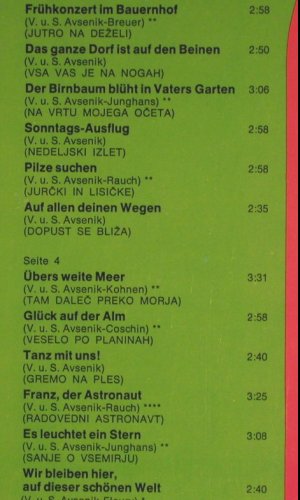 Frühkonzert im Bauernhof 2:58
(V. u. S. Avsenik-Breuer) **
(JUTRO NA DEŽELI)
Das ganze Dorf ist auf den Beinen 2:50
(V. u. S. Avsenik)
(VSA VAS JE NA NOGAH)
Der Birnbaum blüht in Vaters Garten 3:06
(V. u. S. Avsenik-Junghans) **
(NA VRTU MOJEGA OČETA)
Sonntags-Ausflug 2:58
(V. u. S. Avsenik)
(NEDELJSKI IZLET)
Pilze suchen 2:58
(V. u. S. Avsenik-Rauch) **
(JURČKI IN LISIČKE)
Auf allen deinen Wegen 2:35
(V. u. S. Avsenik)
(DOPUST SE BLIŽA)
Seite 4
Übers weite Meer 3:31
(V. u. S. Avsenik-Kohnen) **
(TAM DALEČ PREKO MORJA)
Glück auf der Alm 2:58
(V. u. S. Avsenik-Coschin) **
(VESELO PO PLANINAH)
Tanz mit uns! 2:40
(V. u. S. Avsenik)
(GREMO NA PLES)
Franz, der Astronaut 3:25
(V. u. S. Avsenik-Rauch) ****
(RADOVEDNI ASTRONAVT)
Es leuchtet ein Stern 3:08
(V. u. S. Avsenik-Junghans) **
(SANJE O VSEMIRJU)
Wir bleiben hier,
auf dieser schönen Welt 2:40